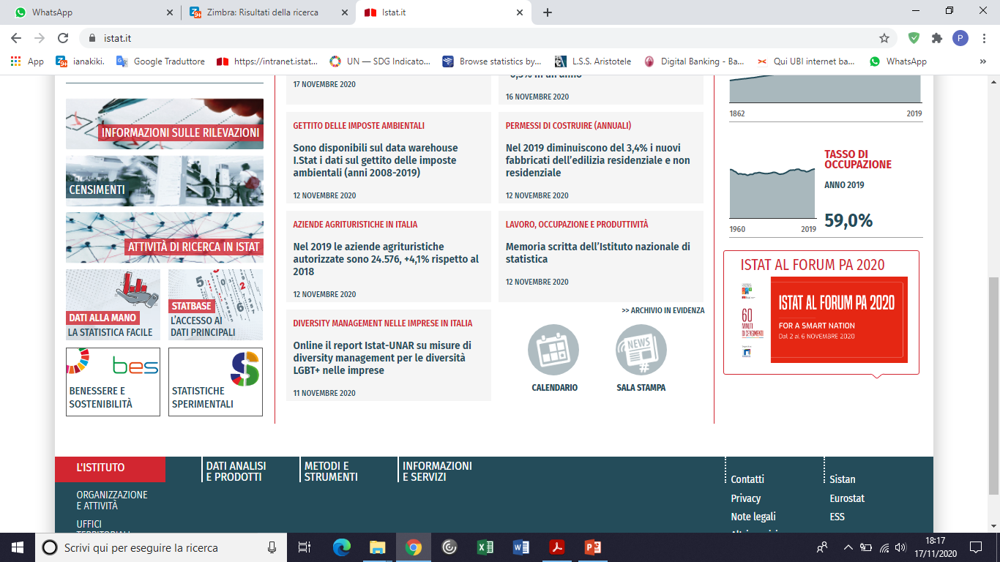 WhatsApp
Zimbra: Risultati della ricerca
Istat.it
istat.it
P
App
ianakiki.
Google Traduttore
https://intranet.istat...
UN — SDG Indicato...
Browse statistics by...
L.S.S. Aristotele
Digital Banking - Ba...
Qui UBI internet ba...
WhatsApp
»
INFORMAZIONI SULLE RILEVAZIONI
CENSIMENTI
ATTIVITÀ DI RICERCA IN ISTAT
DATI ALLA MANO
LA STATISTICA FACILE
STATBASE
L'ACCESSO AI
DATI PRINCIPALI
bes
BENESSERE E
SOSTENIBILITÀ
STATISTICHE
SPERIMENTALI
17 NOVEMBRE 2020
16 NOVEMBRE 2020
GETTITO DELLE IMPOSTE AMBIENTALI
Sono disponibili sul data warehouse
I.Stat i dati sul gettito delle imposte
ambientali (anni 2008-2019)
12 NOVEMBRE 2020
PERMESSI DI COSTRUIRE (ANNUALI)
Nel 2019 diminuiscono del 3,4% i nuovi
fabbricati dell'edilizia residenziale e non
residenziale
12 NOVEMBRE 2020
AZIENDE AGRITURISTICHE IN ITALIA
Nel 2019 le aziende agrituristiche
autorizzate sono 24.576, +4,1% rispetto al
2018
12 NOVEMBRE 2020
LAVORO, OCCUPAZIONE E PRODUTTIVITÀ
Memoria scritta dell'Istituto nazionale di
statistica
12 NOVEMBRE 2020
>> ARCHIVIO IN EVIDENZA
DIVERSITY MANAGEMENT NELLE IMPRESE IN ITALIA
Online il report Istat-UNAR su misure di
diversity management per le diversità
LGBT+ nelle imprese
11 NOVEMBRE 2020
CALENDARIO
NEWS
#
SALA STAMPA
1862 2019
TASSO DI
OCCUPAZIONE
ANNO 2019
59,0%
1960 2019
ISTAT AL FORUM PA 2020
60
MINUTI
DI CENSIMENTI
ISTAT AL FORUM PA 2020
FOR A SMART NATION
Dal 2 al 6 NOVEMBRE 2020
L'ISTITUTO
DATI ANALISI
E PRODOTTI
METODI E
STRUMENTI
INFORMAZIONI
E SERVIZI
ORGANIZZAZIONE
E ATTIVITÀ
UFFICI
Contatti
Privacy
Note legali
Sistan
Eurostat
ESS
Scrivi qui per eseguire la ricerca
18:17
17/11/2020